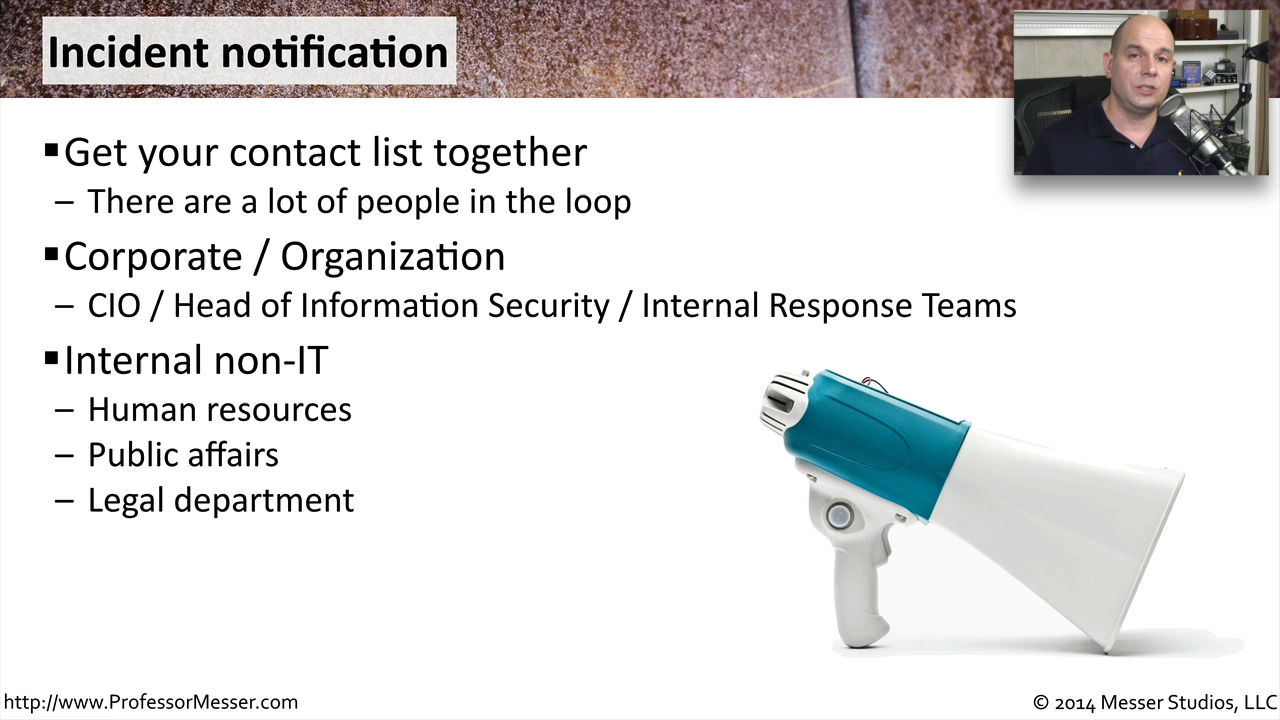 Incident notification
▪Get your contact list together
– There are a lot of people in the loop
▪Corporate / Organization
– CIO / Head of Information Security / Internal Response Teams
▪Internal non-IT
– Human resources
– Public affairs
– Legal department
http://www.ProfessorMesser.com
© 2014 Messer Studios, LLC